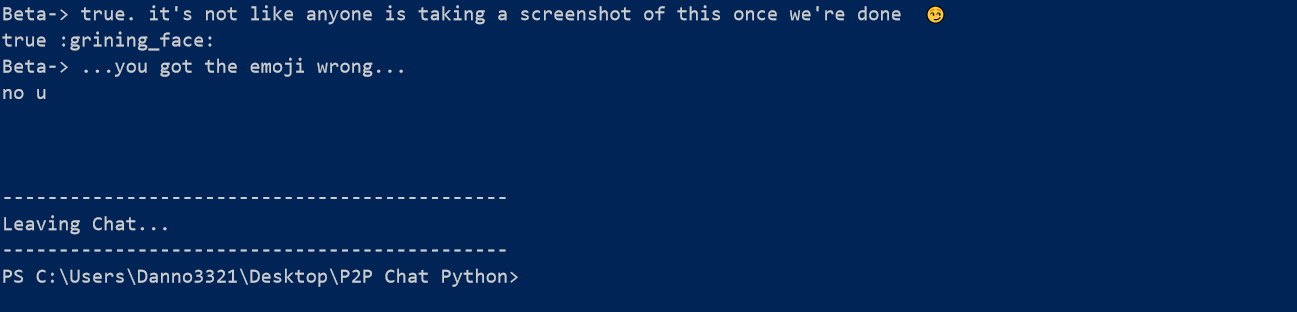 Beta-> true. it's not like anyone is taking a screenshot of this once we're done 😏
true :grining_face:
Beta-> ...you got the emoji wrong...
no u
---------------------------------------------
Leaving Chat...
---------------------------------------------
PS C:\Users\Danno3321\Desktop\P2P Chat Python>